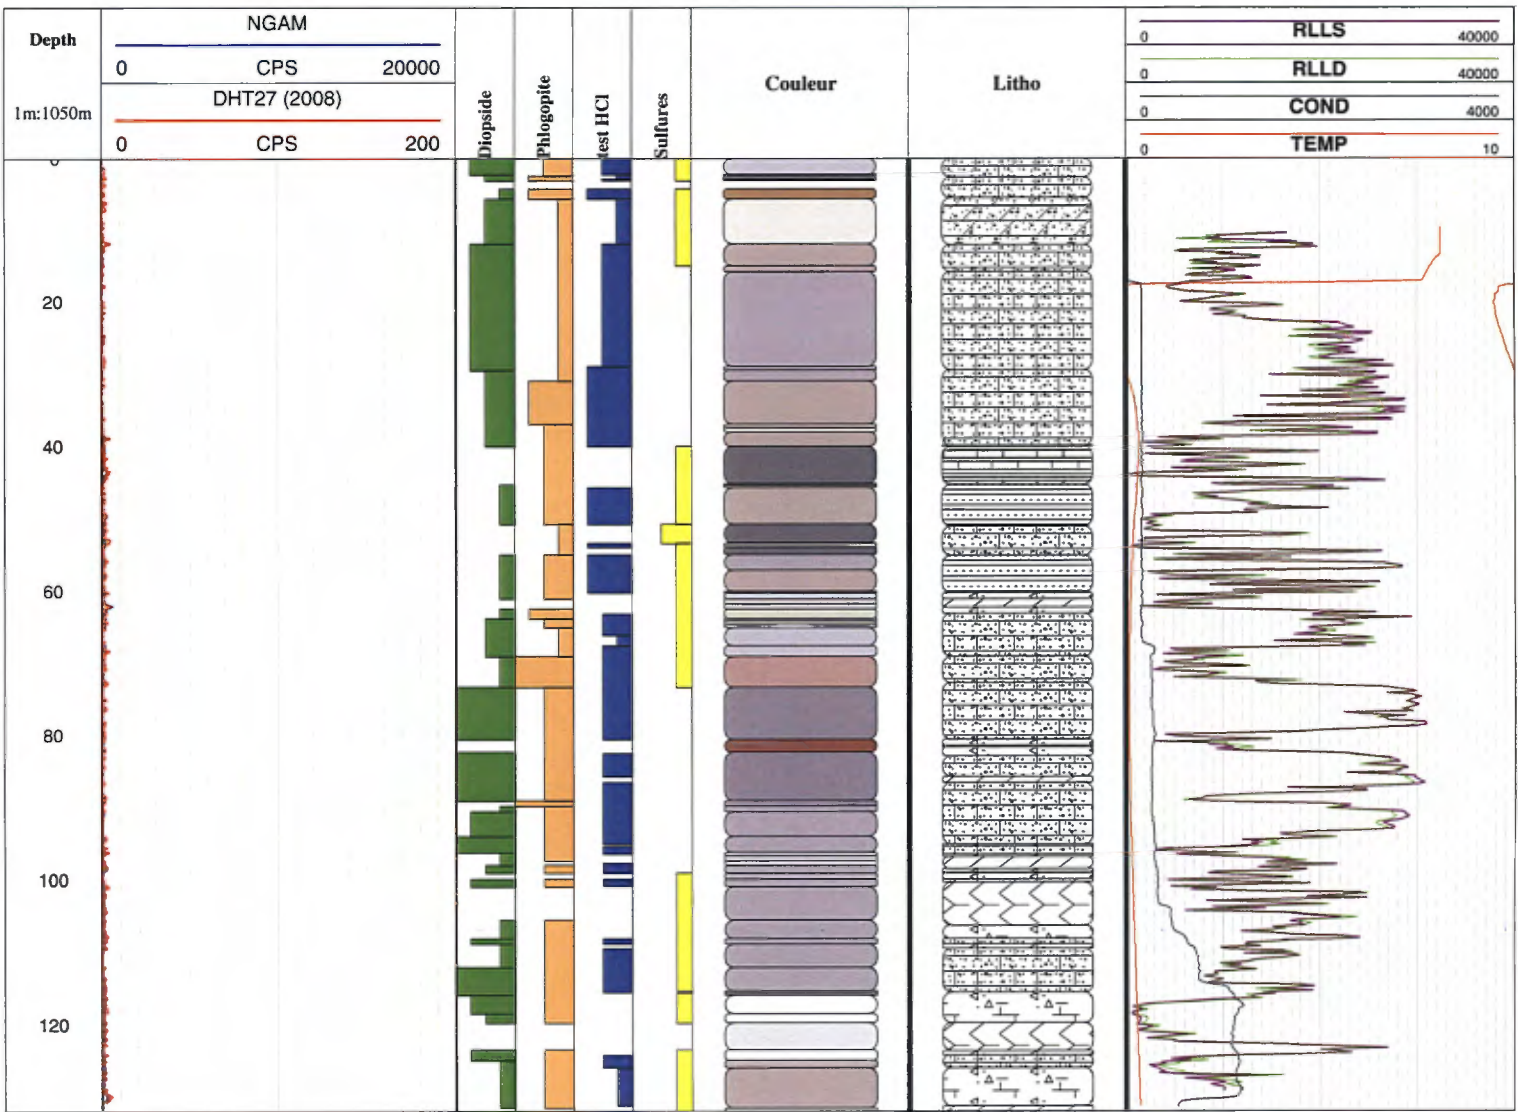 Depth
1m:1050m
NGAM
0 CPS 20000
DHT27 (2008)
0 CPS 200
Diopside
Phlogopite
test HCl
Sulfures
Couleur
Litho
RLLS
0 40000
RLLD
0 40000
COND
0 4000
TEMP
0 10
0
20
40
60
80
100
120